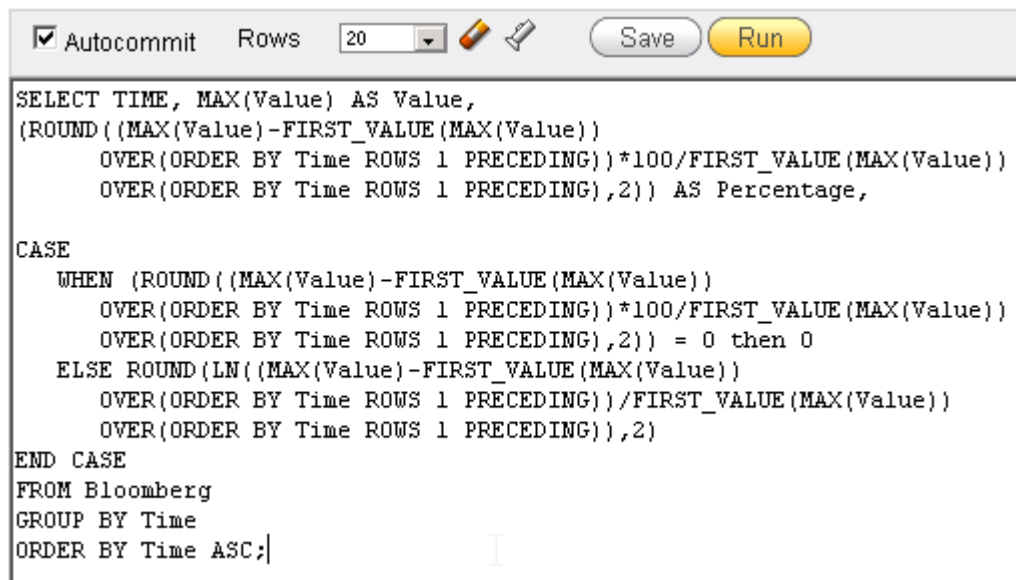 Autocommit Rows 20 Save Run
SELECT TIME, MAX(Value) AS Value,
(ROUND((MAX(Value)-FIRST_VALUE(MAX(Value))
OVER(ORDER BY Time ROWS 1 PRECEDING))*100/FIRST_VALUE(MAX(Value))
OVER(ORDER BY Time ROWS 1 PRECEDING),2)) AS Percentage,
CASE
WHEN (ROUND((MAX(Value)-FIRST_VALUE(MAX(Value))
OVER(ORDER BY Time ROWS 1 PRECEDING))*100/FIRST_VALUE(MAX(Value))
OVER(ORDER BY Time ROWS 1 PRECEDING),2)) = 0 then 0
ELSE ROUND(LN((MAX(Value)-FIRST_VALUE(MAX(Value))
OVER(ORDER BY Time ROWS 1 PRECEDING))/FIRST_VALUE(MAX(Value))
OVER(ORDER BY Time ROWS 1 PRECEDING)),2)
END CASE
FROM Bloomberg
GROUP BY Time
ORDER BY Time ASC;